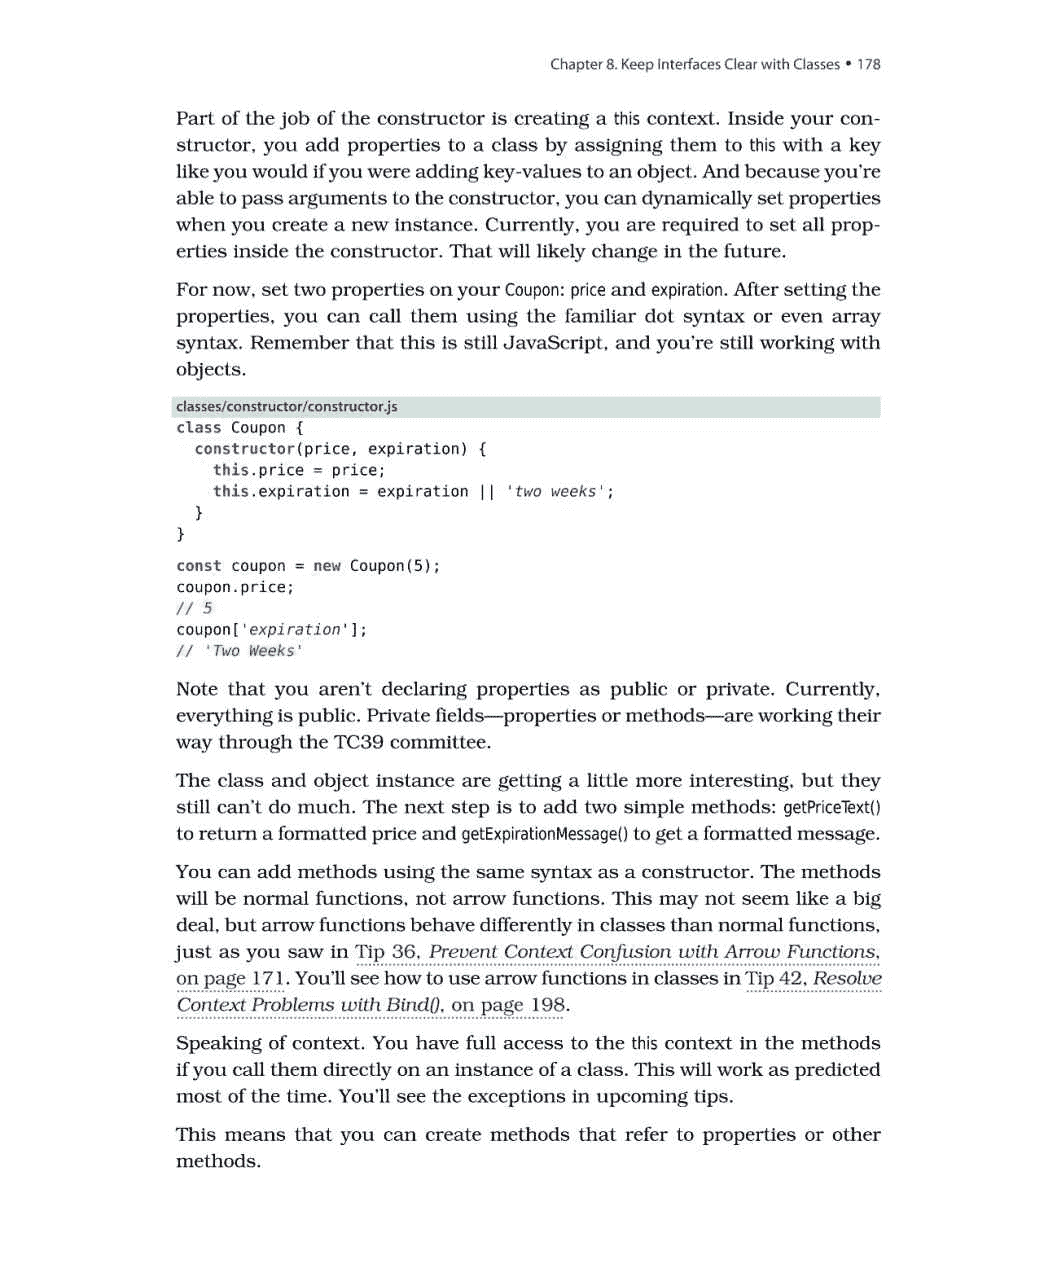 Chapter 8. Keep Interfaces Clear with Classes • 178
Part of the job of the constructor is creating a this context. Inside your con-
structor, you add properties to a class by assigning them to this with a key
like you would if you were adding key-values to an object. And because you're
able to pass arguments to the constructor, you can dynamically set properties
when you create a new instance. Currently, you are required to set all prop-
erties inside the constructor. That will likely change in the future.
For now, set two properties on your Coupon: price and expiration. After setting the
properties, you can call them using the familiar dot syntax or even array
syntax. Remember that this is still JavaScript, and you're still working with
objects.
classes/constructor/constructor.js
class Coupon {
  constructor(price, expiration) {
    this.price = price;
    this.expiration = expiration || 'two weeks';
  }
}
const coupon = new Coupon(5);
coupon.price;
// 5
coupon['expiration'];
// 'Two Weeks'
Note that you aren't declaring properties as public or private. Currently,
everything is public. Private fields—properties or methods—are working their
way through the TC39 committee.
The class and object instance are getting a little more interesting, but they
still can't do much. The next step is to add two simple methods: getPriceText()
to return a formatted price and getExpirationMessage() to get a formatted message.
You can add methods using the same syntax as a constructor. The methods
will be normal functions, not arrow functions. This may not seem like a big
deal, but arrow functions behave differently in classes than normal functions,
just as you saw in Tip 36, Prevent Context Confusion with Arrow Functions,
on page 171. You'll see how to use arrow functions in classes in Tip 42, Resolve
Context Problems with Bind(), on page 198.
Speaking of context. You have full access to the this context in the methods
if you call them directly on an instance of a class. This will work as predicted
most of the time. You'll see the exceptions in upcoming tips.
This means that you can create methods that refer to properties or other
methods.